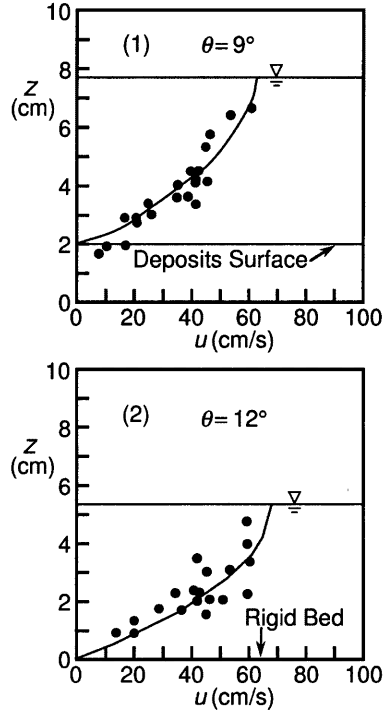 10
(1) θ = 9°
8
z
(cm)
6
4
2
Deposits Surface
0
0 20 40 60 80 100
u (cm/s)
10
(2) θ = 12°
8
z
(cm)
6
4
2
Rigid Bed
0
0 20 40 60 80 100
u (cm/s)